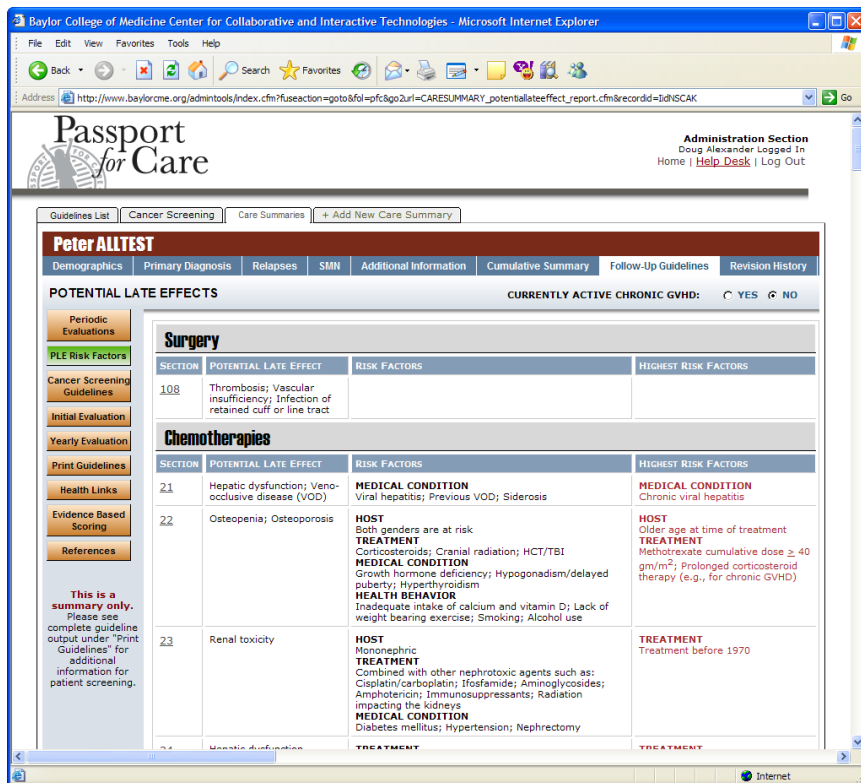 Baylor College of Medicine Center for Collaborative and Interactive Technologies - Microsoft Internet Explorer
File Edit View Favorites Tools Help
Back Search Favorites
Address http://www.baylorcme.org/admintools/index.cfm?fuseaction=goto&fol=pfc&go2url=CARESUMMARY_potentiallateeffect_report.cfm&recordid=IidNSCAK Go
Passport
for Care
PASSPORT FOR CARE
Administration Section
Doug Alexander Logged In
Home | Help Desk | Log Out
Guidelines List Cancer Screening Care Summaries + Add New Care Summary
Peter ALLTEST
Demographics Primary Diagnosis Relapses SMN Additional Information Cumulative Summary Follow-Up Guidelines Revision History
POTENTIAL LATE EFFECTS CURRENTLY ACTIVE CHRONIC GVHD: YES NO
Periodic
Evaluations
PLE Risk Factors
Cancer Screening
Guidelines
Initial Evaluation
Yearly Evaluation
Print Guidelines
Health Links
Evidence Based
Scoring
References
This is a
summary only.
Please see
complete guideline
output under "Print
Guidelines" for
additional
information for
patient screening.
Surgery
SECTION POTENTIAL LATE EFFECT RISK FACTORS HIGHEST RISK FACTORS
108 Thrombosis; Vascular
insufficiency; Infection of
retained cuff or line tract
Chemotherapies
SECTION POTENTIAL LATE EFFECT RISK FACTORS HIGHEST RISK FACTORS
21 Hepatic dysfunction; Veno-
occlusive disease (VOD)
MEDICAL CONDITION
Viral hepatitis; Previous VOD; Siderosis
MEDICAL CONDITION
Chronic viral hepatitis
22 Osteopenia; Osteoporosis
HOST
Both genders are at risk
TREATMENT
Corticosteroids; Cranial radiation; HCT/TBI
MEDICAL CONDITION
Growth hormone deficiency; Hypogonadism/delayed
puberty; Hyperthyroidism
HEALTH BEHAVIOR
Inadequate intake of calcium and vitamin D; Lack of
weight bearing exercise; Smoking; Alcohol use
HOST
Older age at time of treatment
TREATMENT
Methotrexate cumulative dose ≥ 40
gm/m²; Prolonged corticosteroid
therapy (e.g., for chronic GVHD)
23 Renal toxicity
HOST
Mononephric
TREATMENT
Combined with other nephrotoxic agents such as:
Cisplatin/carboplatin; Ifosfamide; Aminoglycosides;
Amphotericin; Immunosuppressants; Radiation
impacting the kidneys
MEDICAL CONDITION
Diabetes mellitus; Hypertension; Nephrectomy
TREATMENT
Treatment before 1970
24 Hepatic dysfunction TREATMENT TREATMENT
Internet